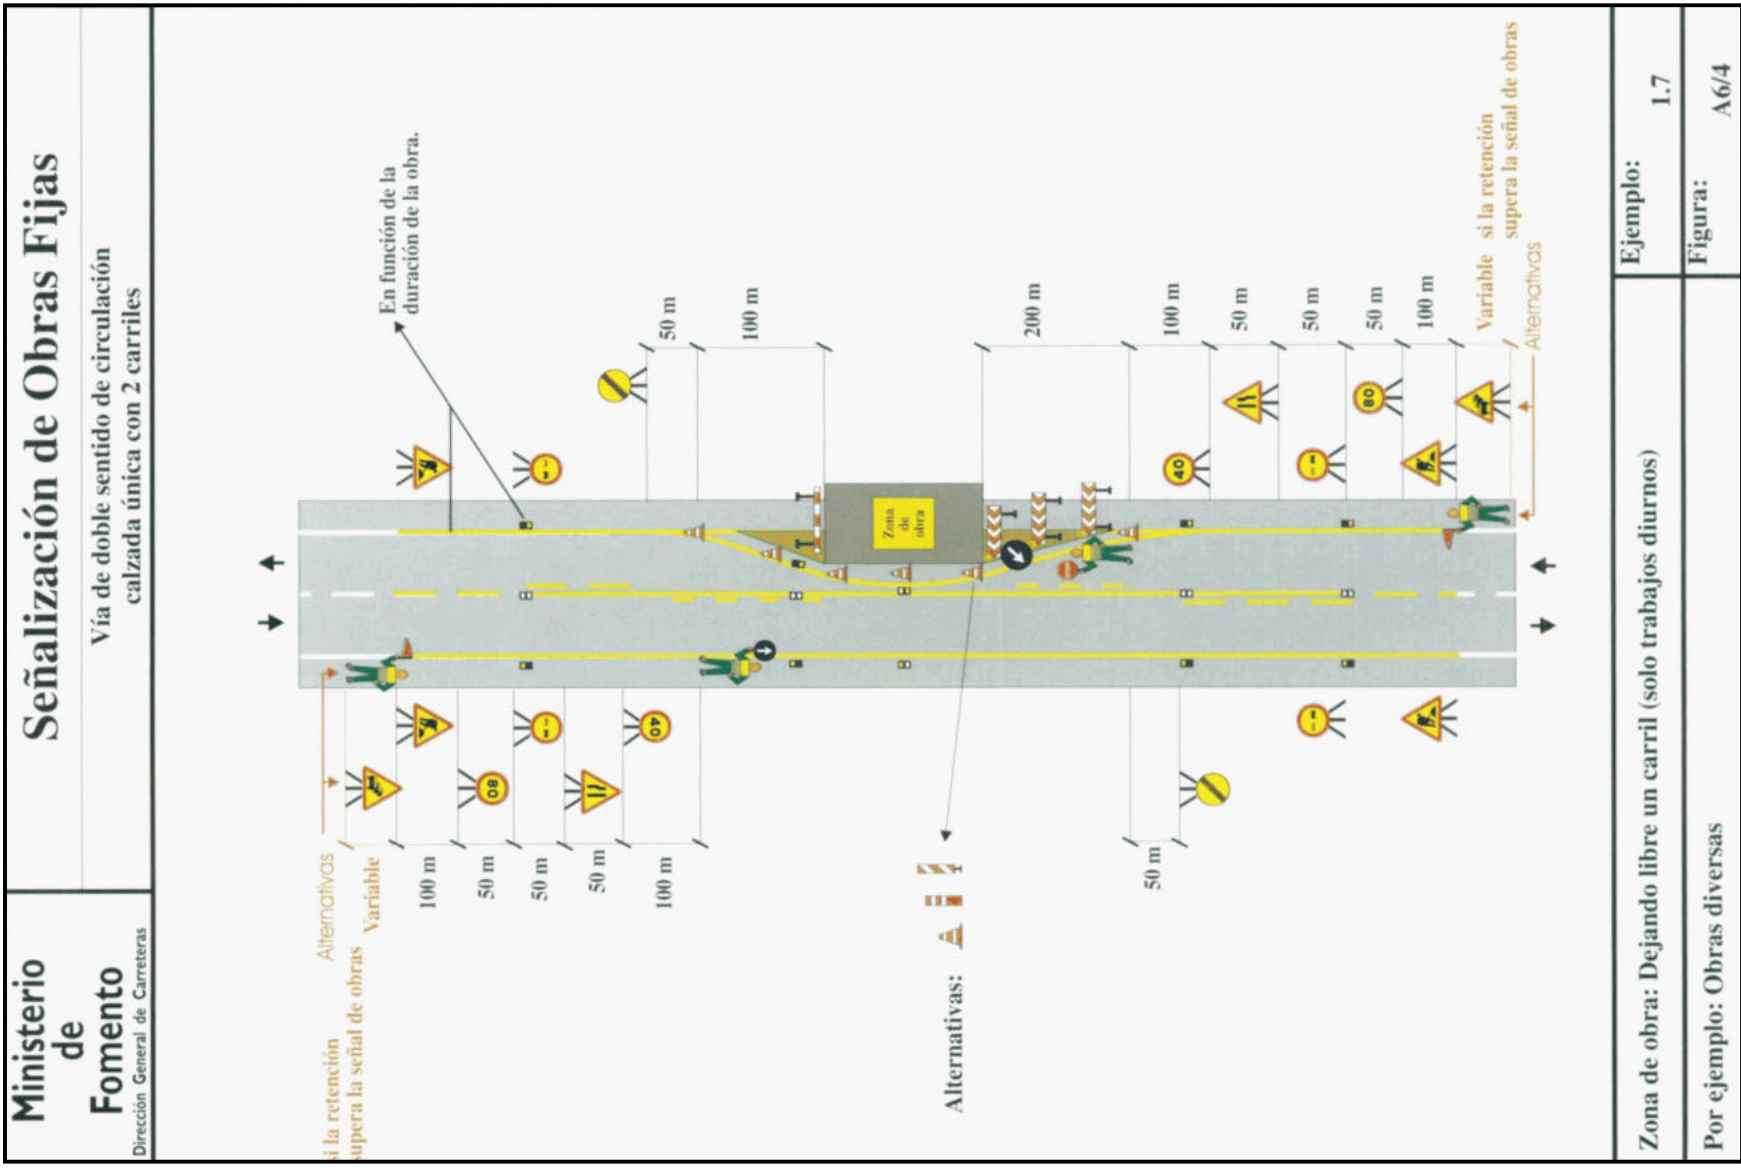 Ministerio
de
Fomento
Dirección General de Carreteras
Señalización de Obras Fijas
Vía de doble sentido de circulación
calzada única con 2 carriles
si la retención
supera la señal de obras
Alternativas
Variable
100 m
50 m
50 m
50 m
100 m
80
40
En función de la
duración de la obra.
50 m
100 m
Zona
de
obra
Alternativas:
200 m
100 m
50 m
50 m
50 m
100 m
40
80
50 m
Variable
si la retención
supera la señal de obras
Alternativas
Zona de obra: Dejando libre un carril (solo trabajos diurnos)
Ejemplo:
1.7
Por ejemplo: Obras diversas
Figura:
A6/4